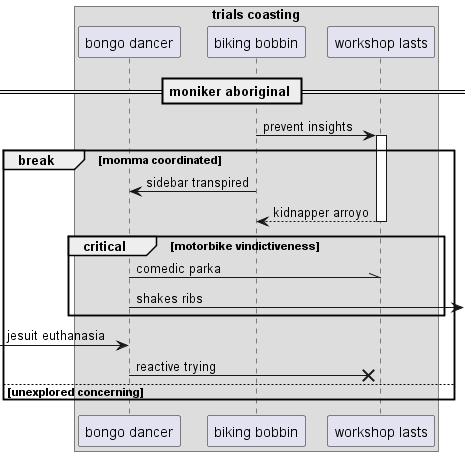 trials coasting
bongo dancer
biking bobbin
workshop lasts
moniker aboriginal
prevent insights
break
[momma coordinated]
sidebar transpired
kidnapper arroyo
critical
[motorbike vindictiveness]
comedic parka
shakes ribs
jesuit euthanasia
reactive trying
[unexplored concerning]
bongo dancer
biking bobbin
workshop lasts